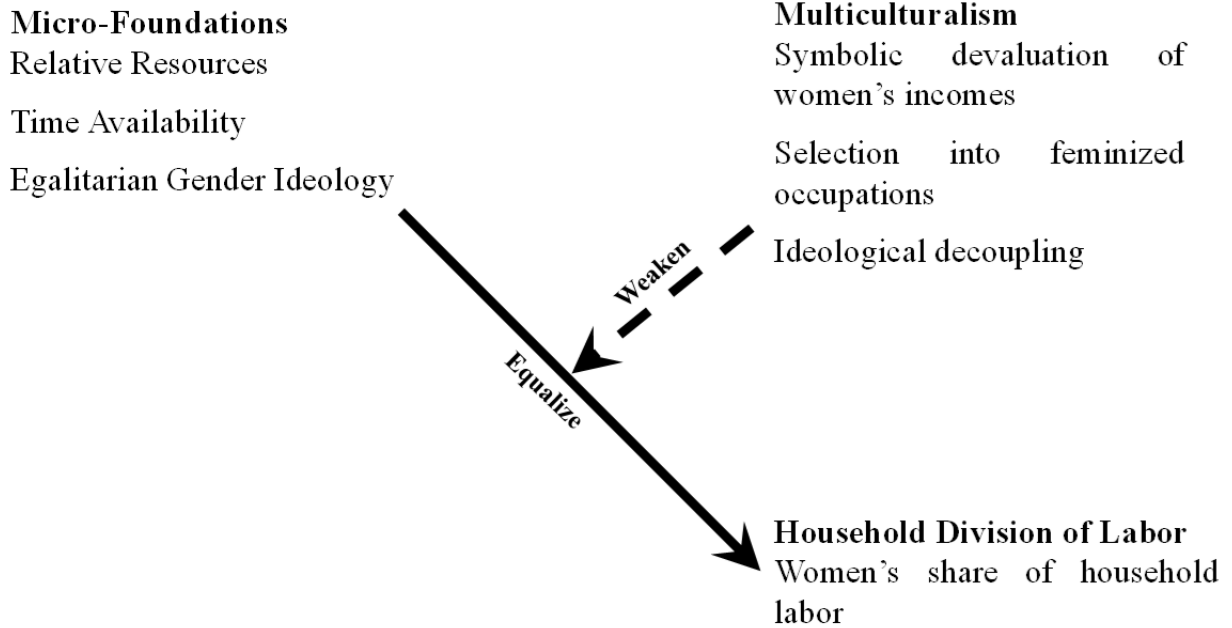 Micro-Foundations
Relative Resources
Time Availability
Egalitarian Gender Ideology
Multiculturalism
Symbolic devaluation of
women's incomes
Selection into feminized
occupations
Ideological decoupling
Weaken
Equalize
Household Division of Labor
Women's share of household
labor